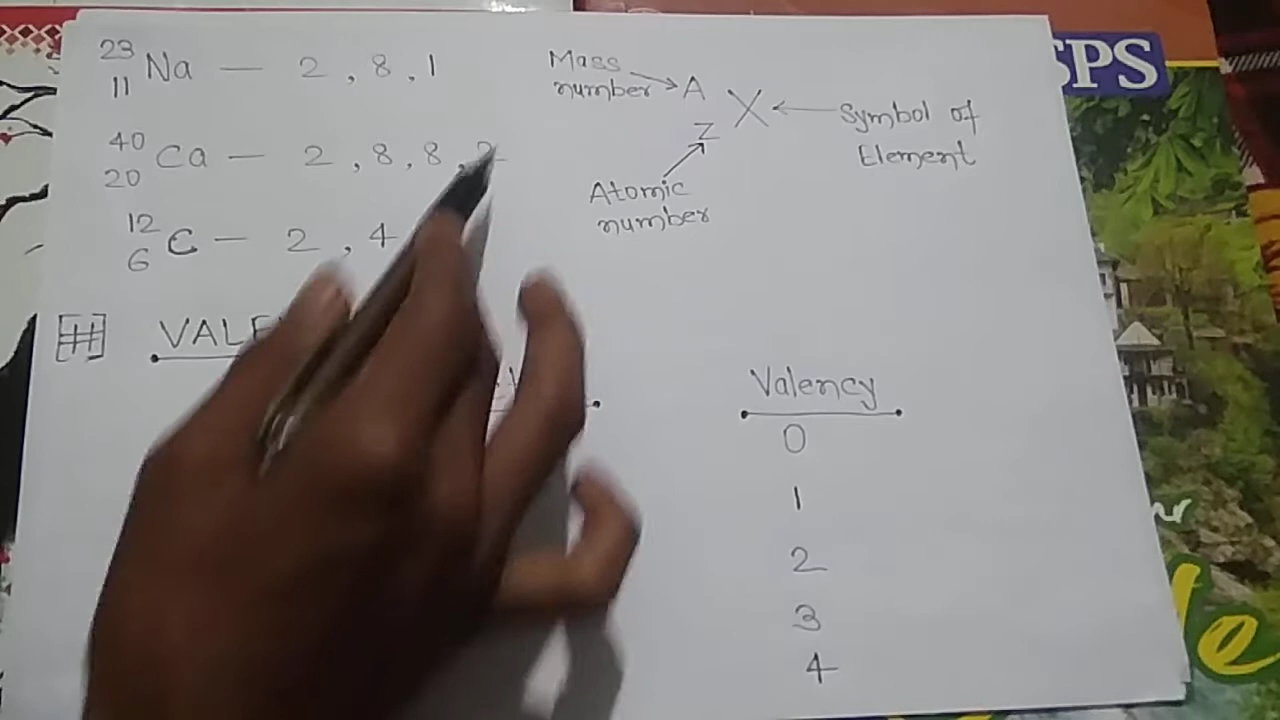 23
11 Na — 2 , 8 , 1
40
20 Ca — 2 , 8 , 8 , 2
12
6 C — 2 , 4
Mass
number → A
X ← Symbol of
Element
Z
Atomic
number
[#]
Valency
0
1
2
3
4
SPS